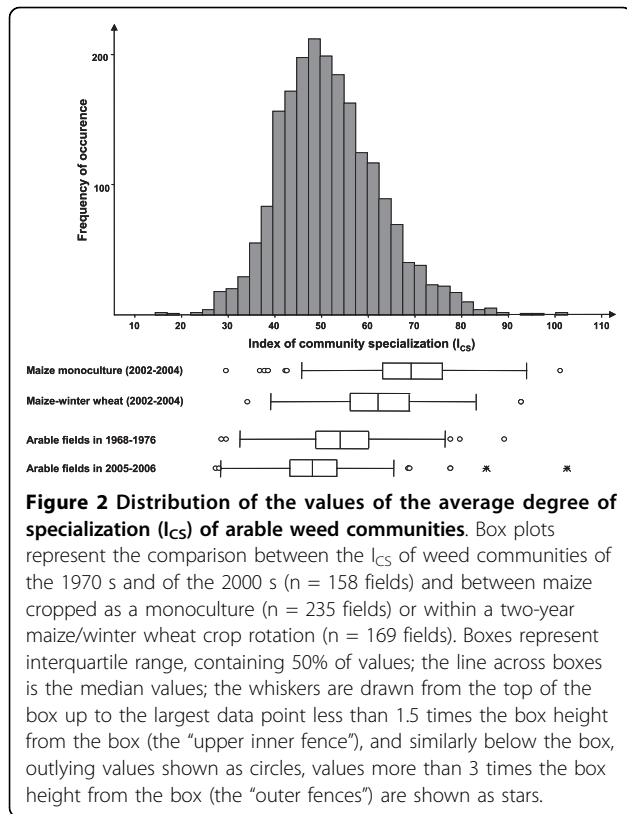 200
100
Frequency of occurence
10 20 30 40 50 60 70 80 90 100 110
Index of community specialization (ICS)
Maize monoculture (2002-2004)
Maize-winter wheat (2002-2004)
Arable fields in 1968-1976
Arable fields in 2005-2006
Figure 2 Distribution of the values of the average degree of
specialization (ICS) of arable weed communities. Box plots
represent the comparison between the ICS of weed communities of
the 1970 s and of the 2000 s (n = 158 fields) and between maize
cropped as a monoculture (n = 235 fields) or within a two-year
maize/winter wheat crop rotation (n = 169 fields). Boxes represent
interquartile range, containing 50% of values; the line across boxes
is the median values; the whiskers are drawn from the top of the
box up to the largest data point less than 1.5 times the box height
from the box (the “upper inner fence”), and similarly below the box,
outlying values shown as circles, values more than 3 times the box
height from the box (the “outer fences”) are shown as stars.